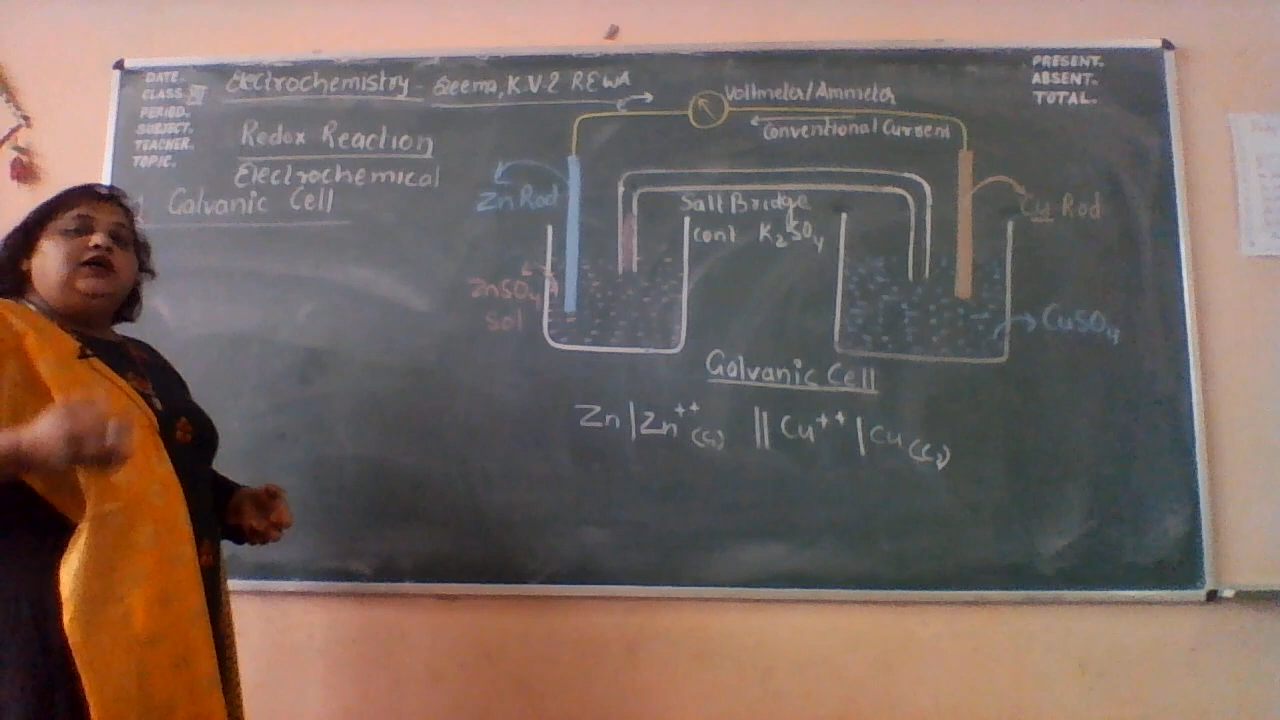 DATE.
CLASS.
PERIOD.
SUBJECT.
TEACHER.
TOPIC.
Electrochemistry - Seema, K.V-2 REWA
Redox Reaction
Electrochemical
Galvanic Cell
PRESENT.
ABSENT.
TOTAL.
Voltmeter/Ammeter
Conventional Current
Zn Rod
Salt Bridge
cont K₂SO₄
Cu Rod
ZnSO₄
Sol
CuSO₄
Galvanic Cell
Zn|Zn⁺⁺ || Cu⁺⁺|Cu